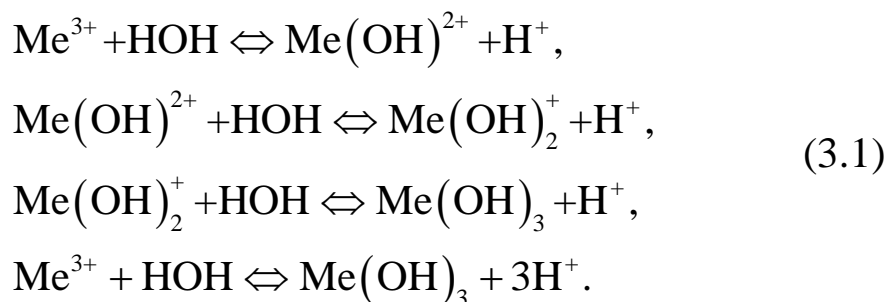 Me³⁺+HOH ⇔ Me(OH)²⁺+H⁺,
Me(OH)²⁺+HOH ⇔ Me(OH)₂⁺+H⁺,
(3.1)
Me(OH)₂⁺+HOH ⇔ Me(OH)₃+H⁺,
Me³⁺ + HOH ⇔ Me(OH)₃ + 3H⁺.